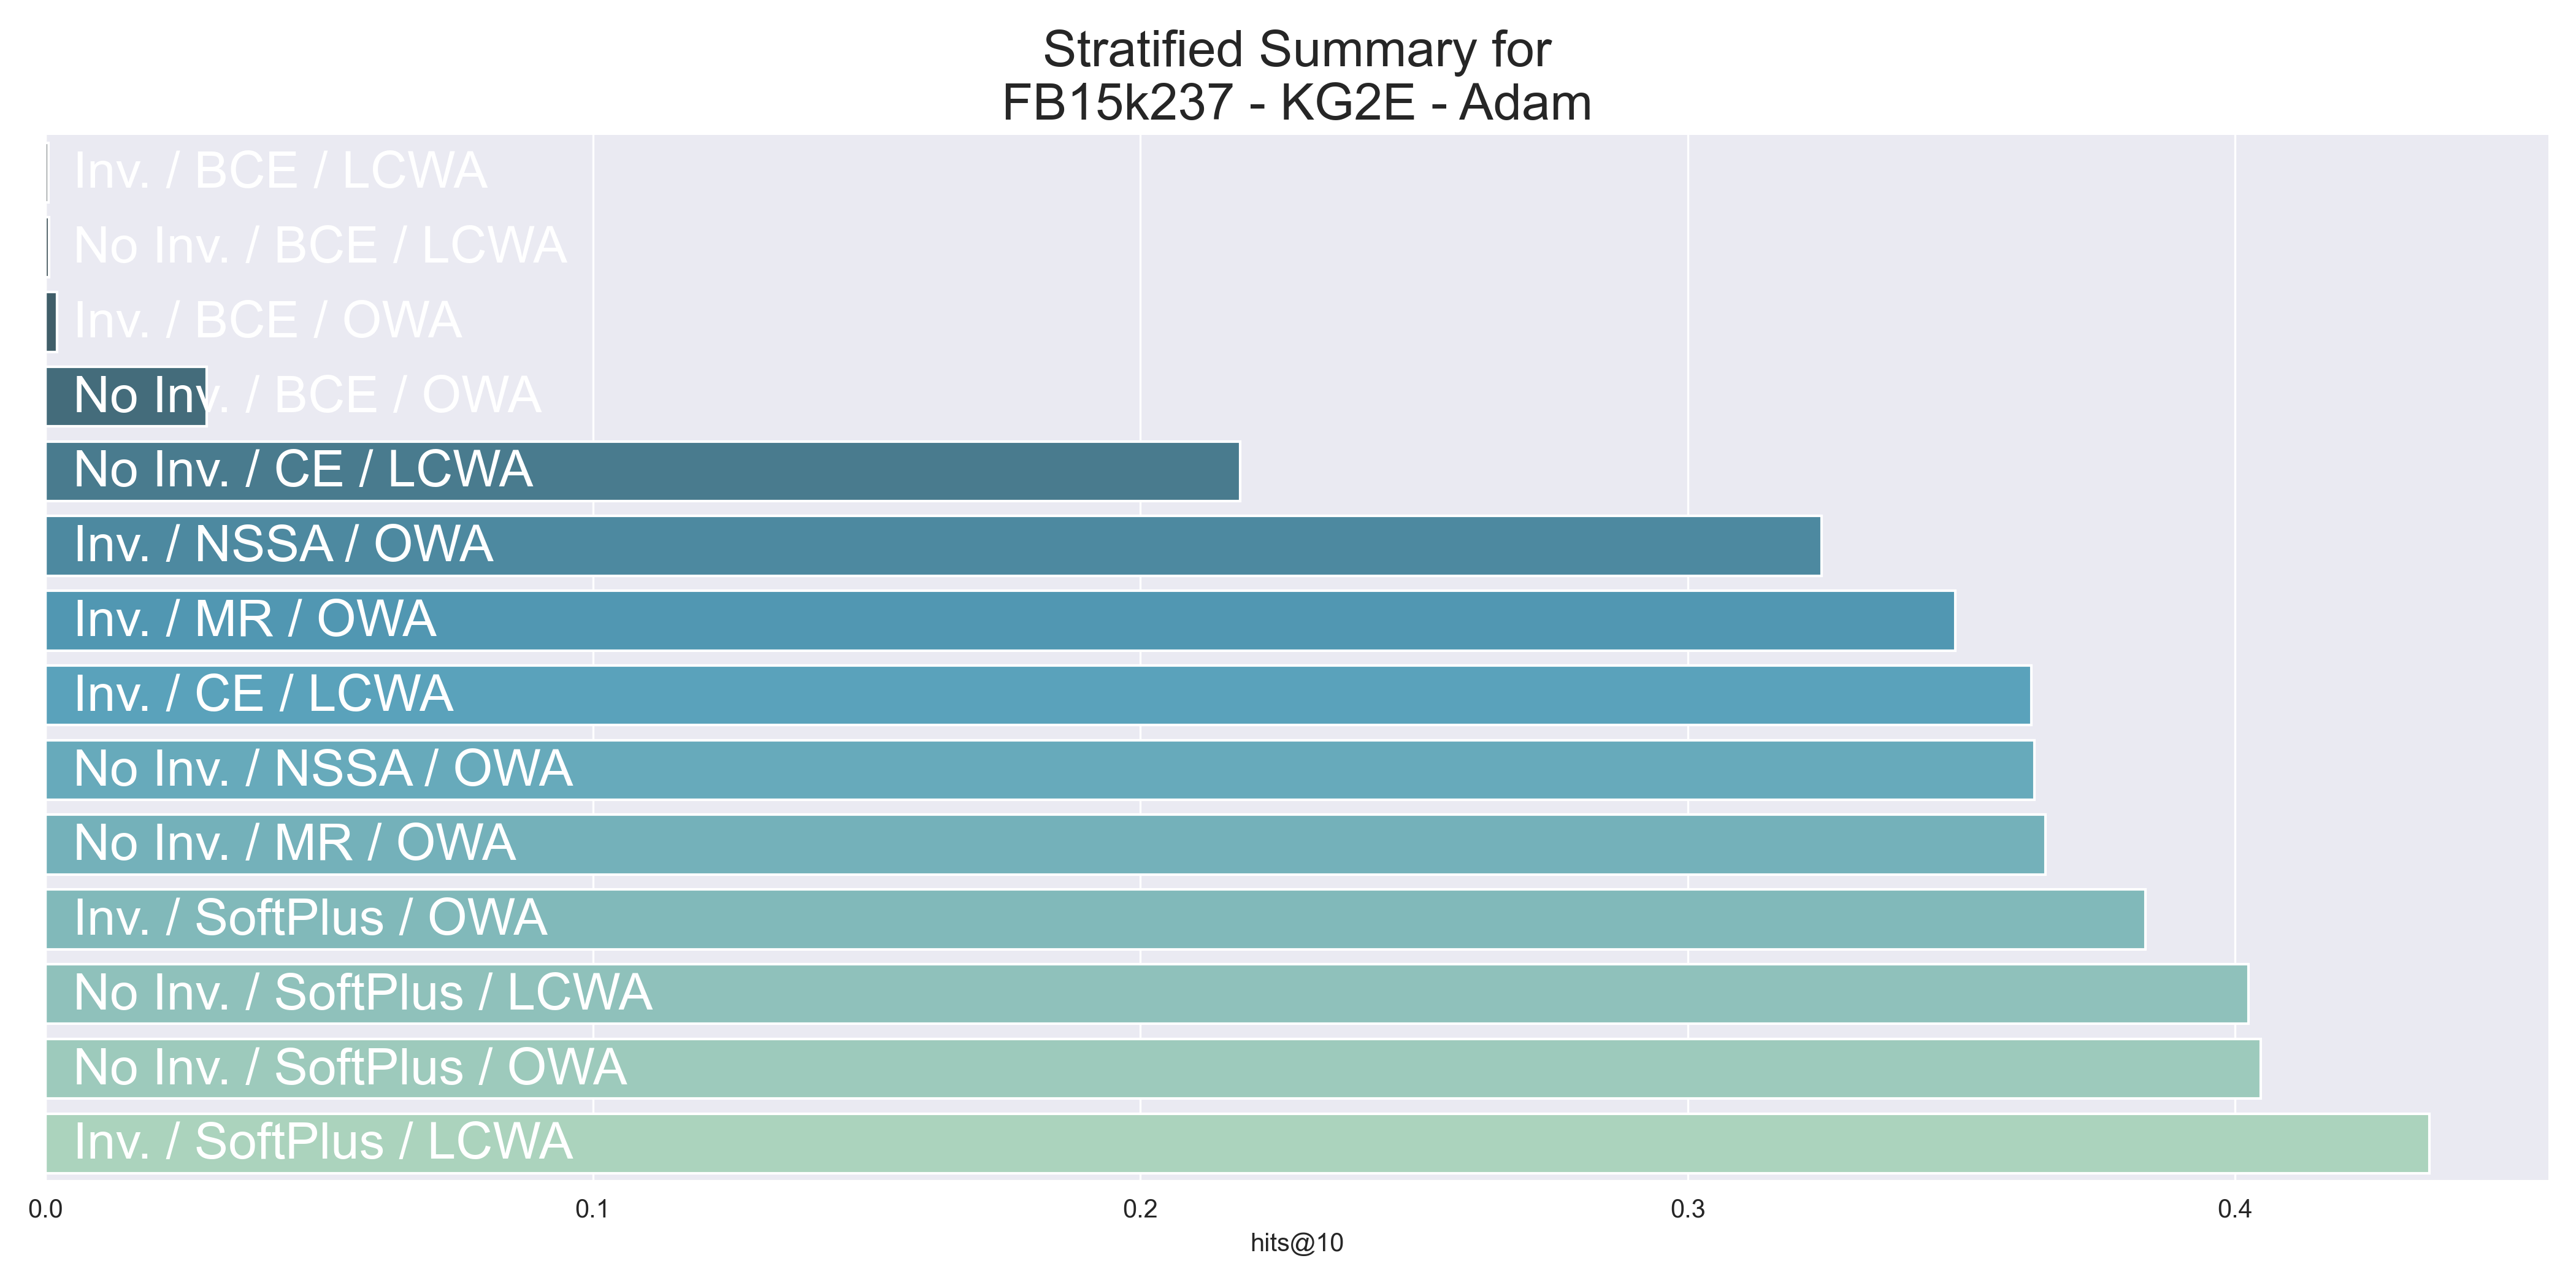 Stratified Summary for
FB15k237 - KG2E - Adam
Inv. / BCE / LCWA
No Inv. / BCE / LCWA
Inv. / BCE / OWA
No Inv. / BCE / OWA
No Inv. / CE / LCWA
Inv. / NSSA / OWA
Inv. / MR / OWA
Inv. / CE / LCWA
No Inv. / NSSA / OWA
No Inv. / MR / OWA
Inv. / SoftPlus / OWA
No Inv. / SoftPlus / LCWA
No Inv. / SoftPlus / OWA
Inv. / SoftPlus / LCWA
0.0 0.1 0.2 0.3 0.4
hits@10